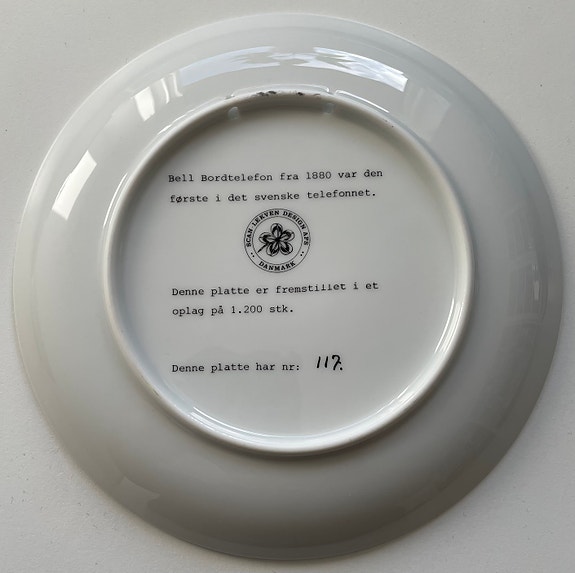 Bell Bordtelefon fra 1880 var den
første i det svenske telefonnet.
SCAN LEKVEN DESIGN APS
DANMARK
Denne platte er fremstillet i et
oplag på 1.200 stk.
Denne platte har nr: 117.